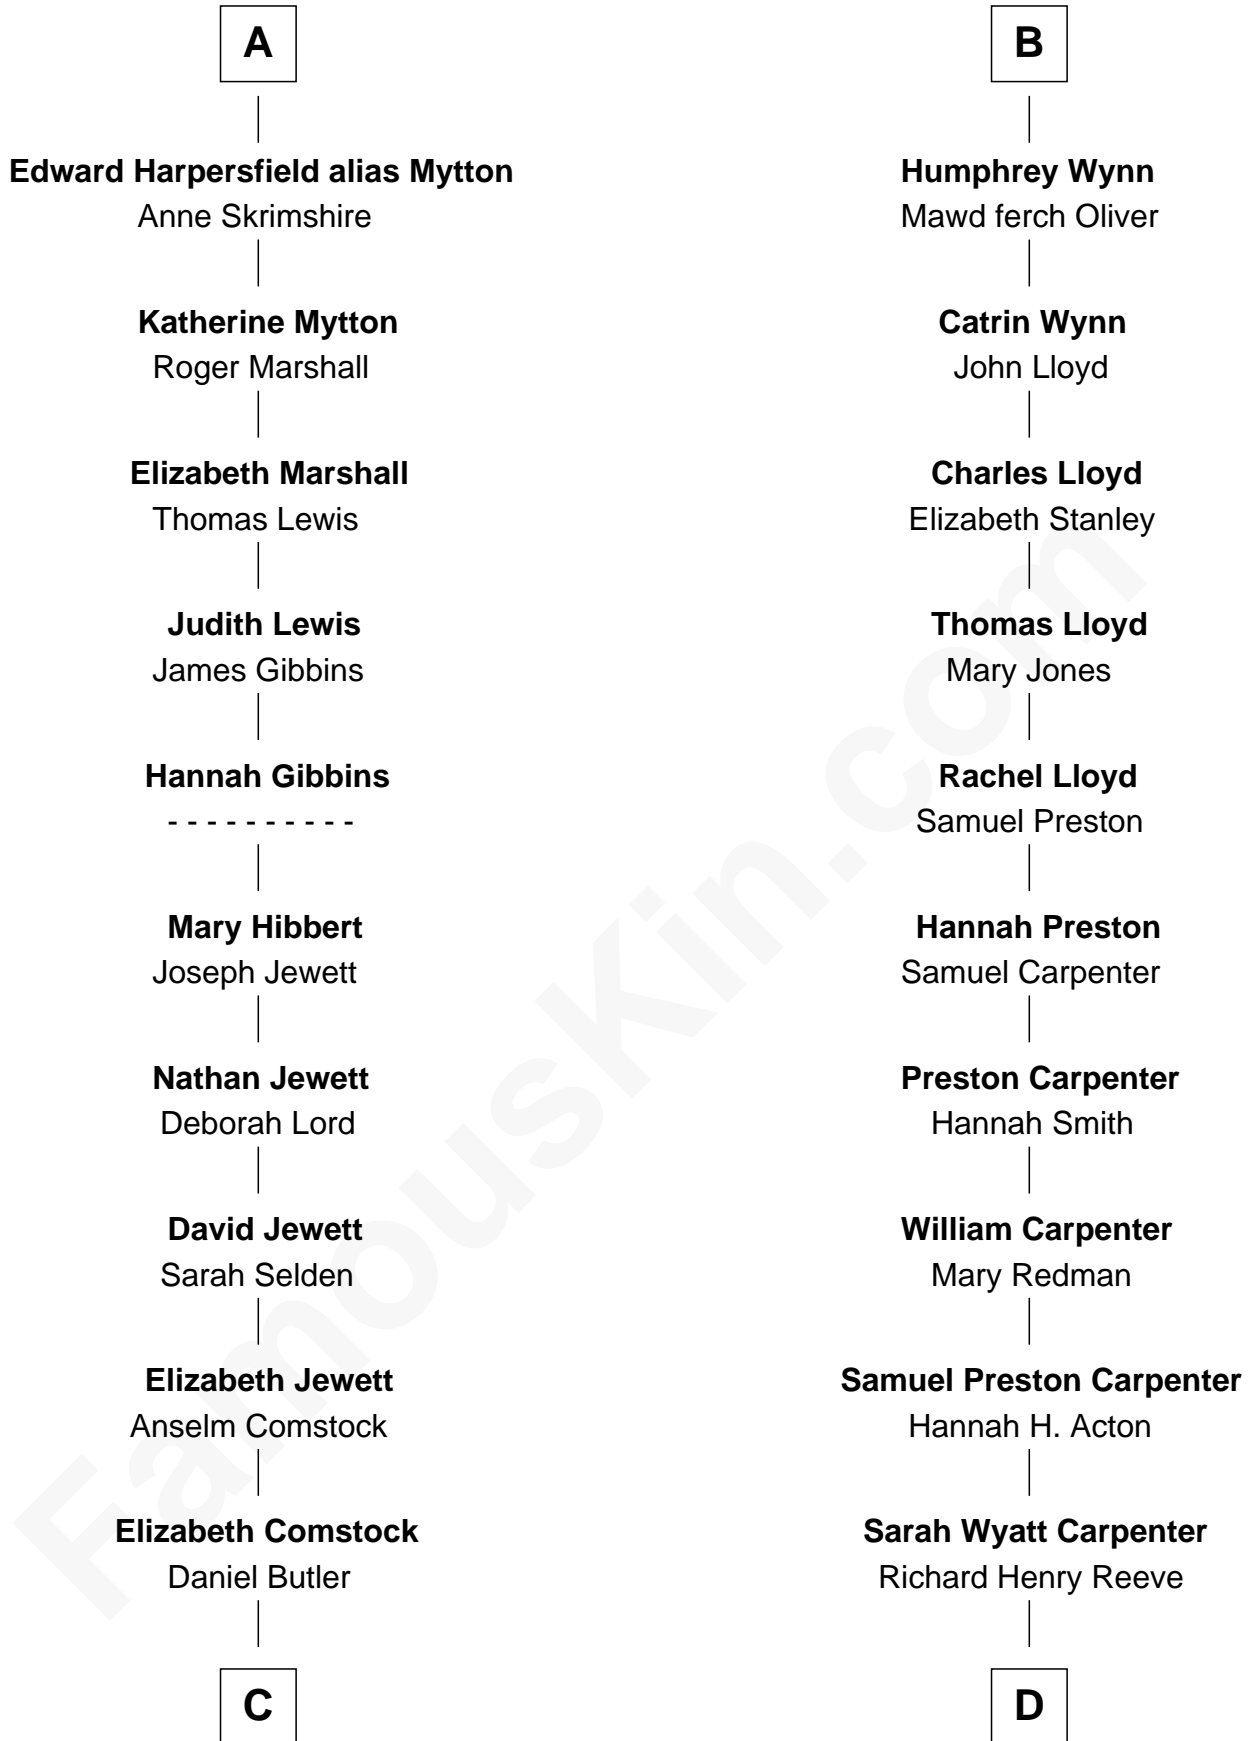 A
Edward Harpersfield alias Mytton
Anne Skrimshire
Katherine Mytton
Roger Marshall
Elizabeth Marshall
Thomas Lewis
Judith Lewis
James Gibbins
Hannah Gibbins
- - - - - - - - - -
Mary Hibbert
Joseph Jewett
Nathan Jewett
Deborah Lord
David Jewett
Sarah Selden
Elizabeth Jewett
Anselm Comstock
Elizabeth Comstock
Daniel Butler
C
B
Humphrey Wynn
Mawd ferch Oliver
Catrin Wynn
John Lloyd
Charles Lloyd
Elizabeth Stanley
Thomas Lloyd
Mary Jones
Rachel Lloyd
Samuel Preston
Hannah Preston
Samuel Carpenter
Preston Carpenter
Hannah Smith
William Carpenter
Mary Redman
Samuel Preston Carpenter
Hannah H. Acton
Sarah Wyatt Carpenter
Richard Henry Reeve
D
FamousKin.com